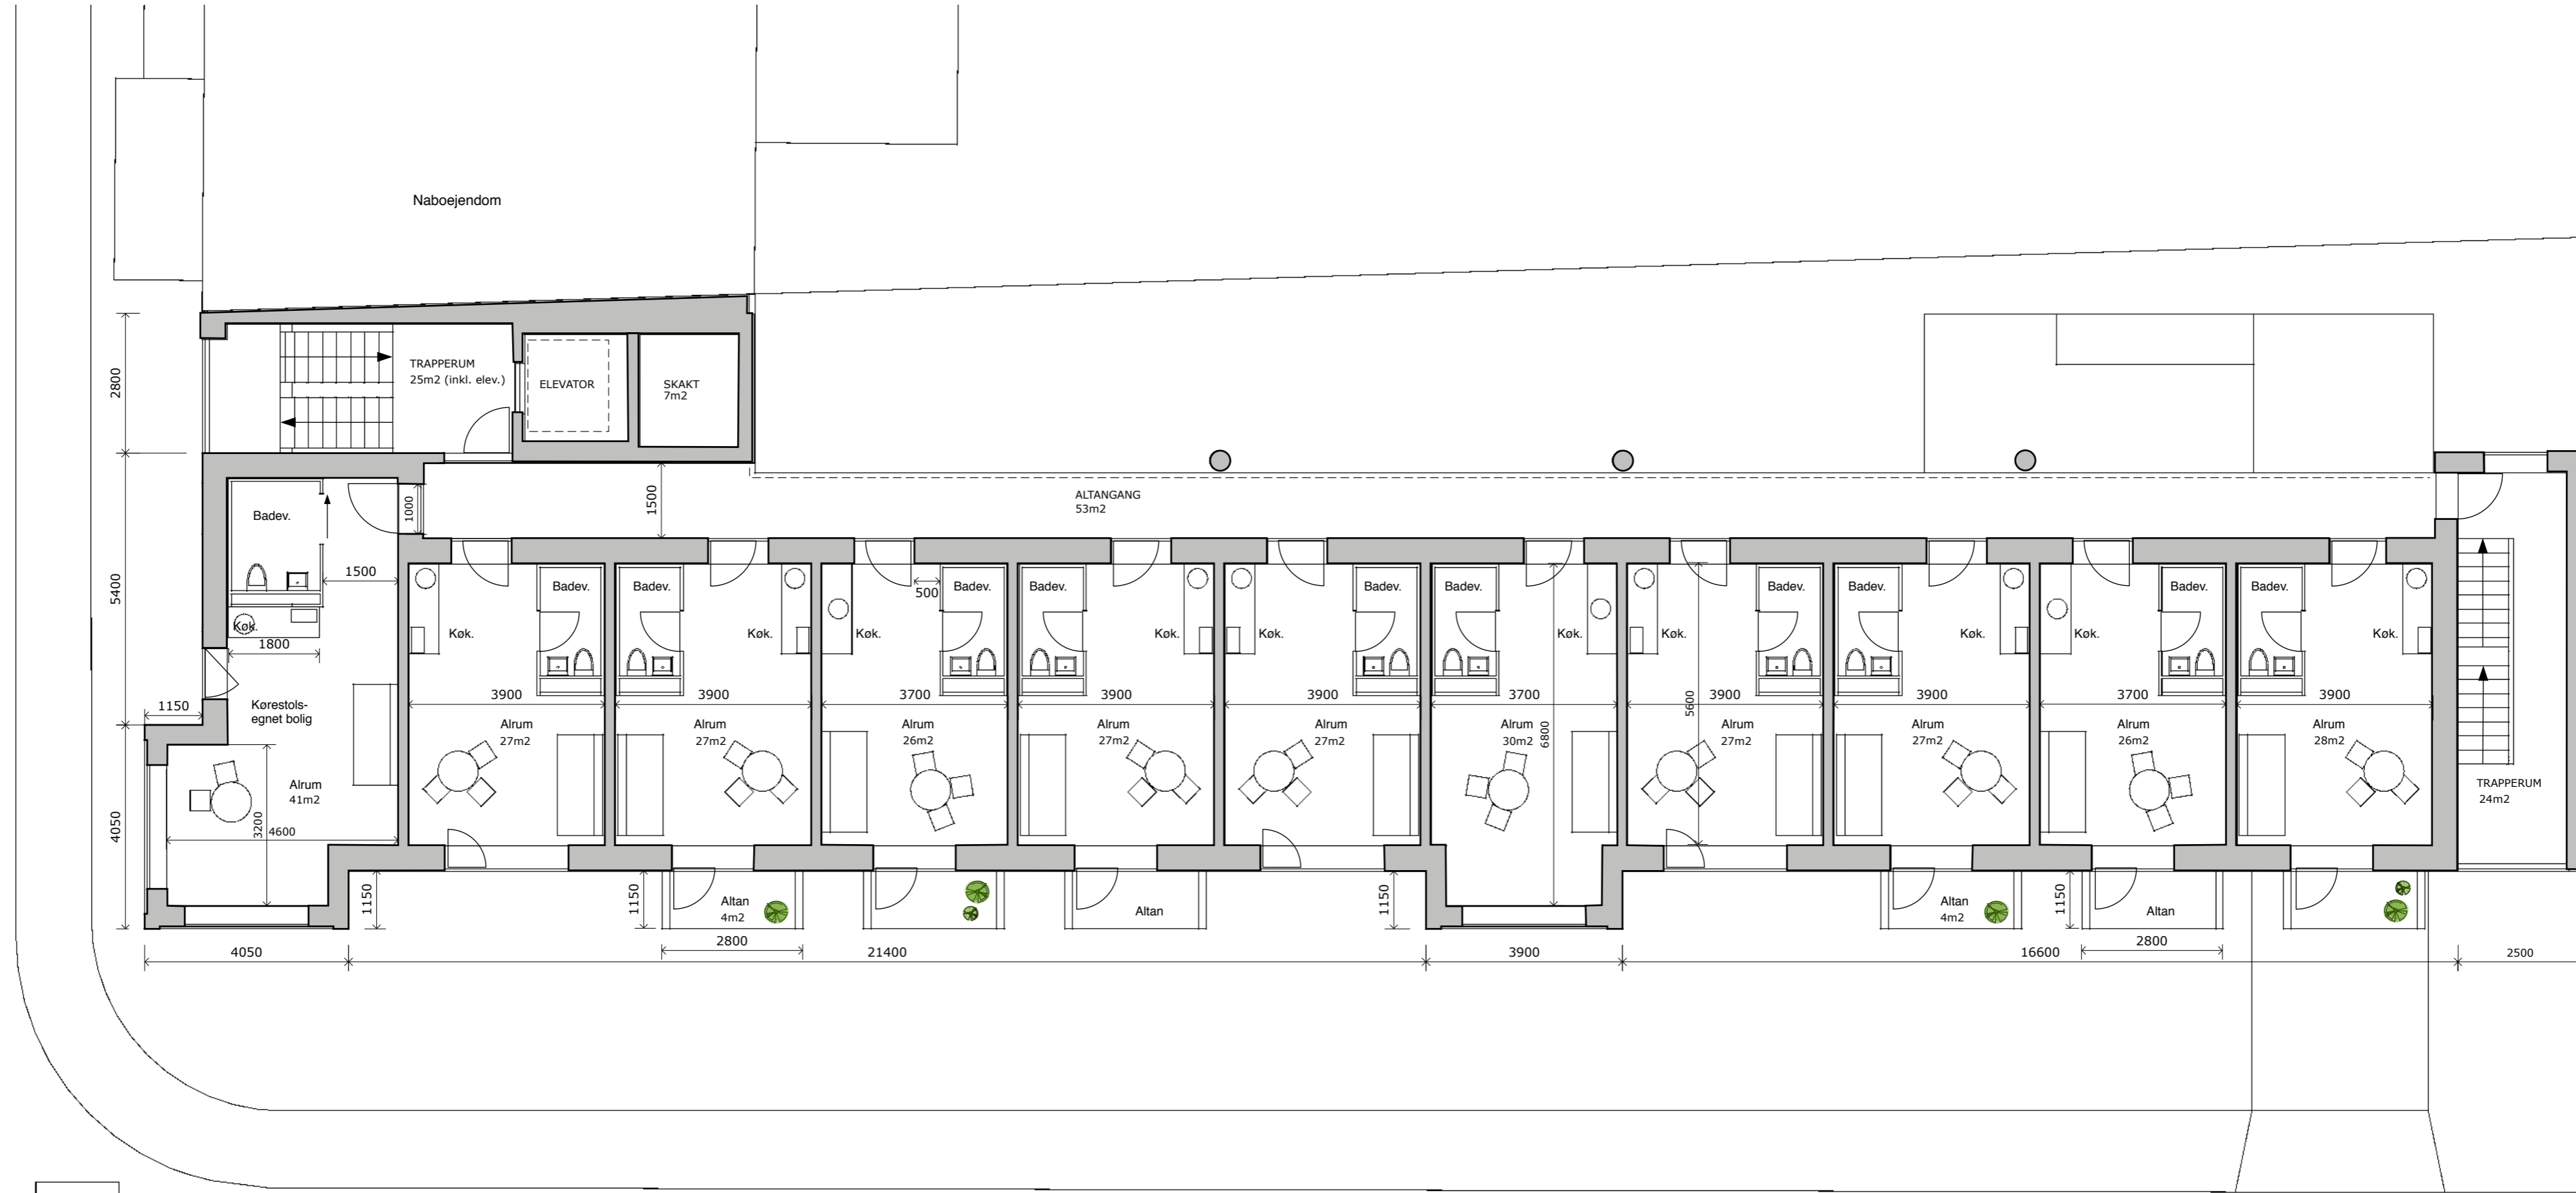 Naboejendom
TRAPPERUM
25m2 (inkl. elev.)
ELEVATOR
SKAKT
7m2
2800
5400
4050
1150
Badev.
1000
1500
1500
ALTANGANG
53m2
Køk.
1800
Kørestols-
egnet bolig
Alrum
41m2
3200
4600
1150
Badev.
Køk.
3900
Alrum
27m2
Badev.
Køk.
3900
Alrum
27m2
500
Badev.
Køk.
3700
Alrum
26m2
Badev.
Køk.
3900
Alrum
27m2
Badev.
Køk.
3900
Alrum
27m2
Badev.
Køk.
3700
Alrum
30m2
6800
Badev.
Køk.
5600
3900
Alrum
27m2
Badev.
Køk.
3900
Alrum
27m2
Badev.
Køk.
3700
Alrum
26m2
Badev.
Køk.
3900
Alrum
28m2
TRAPPERUM
24m2
1150
Altan
4m2
Altan
1150
Altan
4m2
1150
Altan
2800
2800
4050
21400
3900
16600
2500